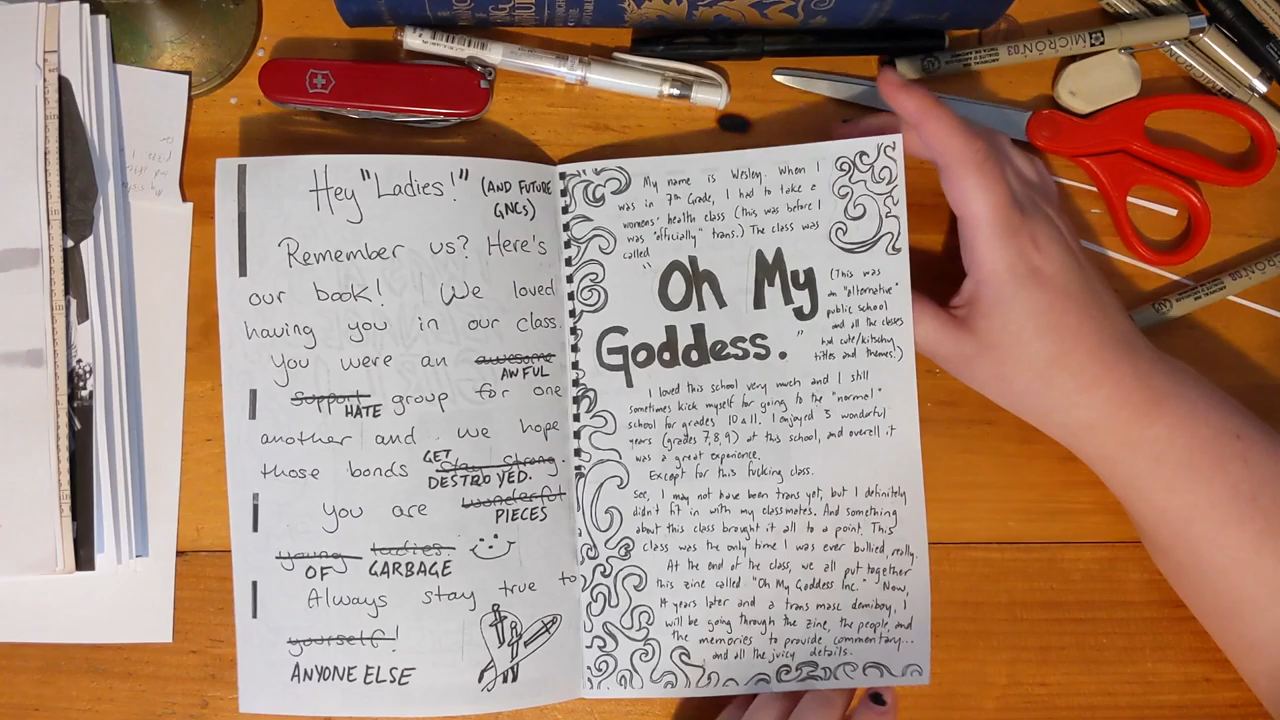 Hey "Ladies!" (AND FUTURE
GNCs)
Remember us? Here's
our book! We loved
having you in our class.
You were an awesome
AWFUL
Support group for one
HATE
another and we hope
those bonds stay strong.
GET
DESTROYED.
you are wonderful
PIECES
young ladies.
OF GARBAGE
Always stay true to
yourself!
ANYONE ELSE
My name is Wesley. When I
was in 7th Grade, I had to take a
womens' health class (this was before I
was "officially" trans.) The class was
called
"Oh My
Goddess."
(This was
an "alternative"
public school
and all the classes
had cute/kitschy
titles and themes.)
I loved this school very much and I still
sometimes kick myself for going to the "normal"
school for grades 10 & 11. I enjoyed 3 wonderful
years (grades 7,8,9) at this school, and overall it
was a great experience.
Except for this fucking class.
See, I may not have been trans yet, but I definitely
didn't fit in with my classmates. And something
about this class brought it all to a point. This
class was the only time I was ever bullied, really.
At the end of the class, we all put together
this zine called "Oh My Goddess Inc." Now,
14 years later and a trans masc demiboy, I
will be going through the zine, the people, and
the memories to provide commentary...
and all the juicy details.
MICRON 03
MICRON 08